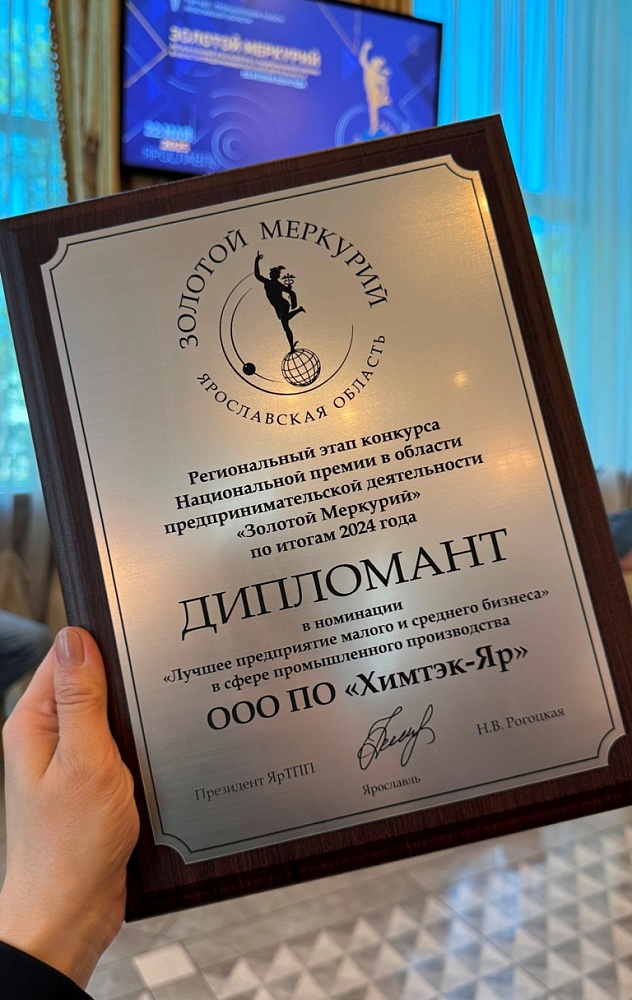 ЗОЛОТОЙ МЕРКУРИЙ
ЗОЛОТОЙ МЕРКУРИЙ
ЯРОСЛАВСКАЯ ОБЛАСТЬ
Региональный этап конкурса
Национальной премии в области
предпринимательской деятельности
«Золотой Меркурий»
по итогам 2024 года
ДИПЛОМАНТ
в номинации
«Лучшее предприятие малого и среднего бизнеса»
в сфере промышленного производства
ООО ПО «Химтэк-Яр»
Президент ЯрТПП
Н.В. Рогоцкая
Ярославль